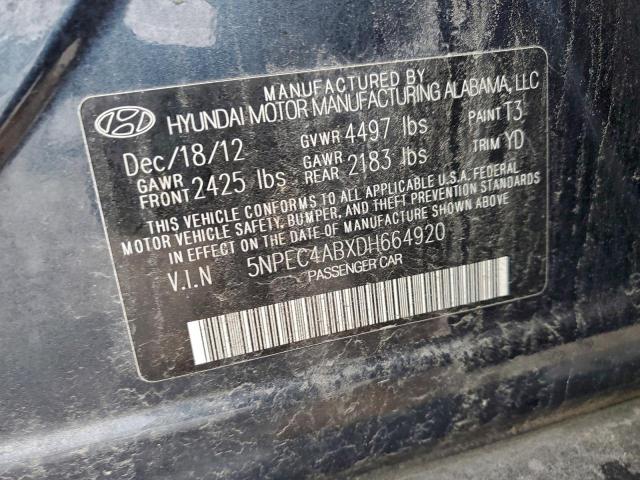 MANUFACTURED BY
HYUNDAI MOTOR MANUFACTURING ALABAMA, LLC
Dec/18/12 GVWR 4497 lbs PAINT T3
GAWR FRONT 2425 lbs GAWR REAR 2183 lbs TRIM YD
THIS VEHICLE CONFORMS TO ALL APPLICABLE U.S.A. FEDERAL
MOTOR VEHICLE SAFETY, BUMPER, AND THEFT PREVENTION STANDARDS
IN EFFECT ON THE DATE OF MANUFACTURE SHOWN ABOVE.
V.I.N 5NPEC4ABXDH664920
PASSENGER CAR